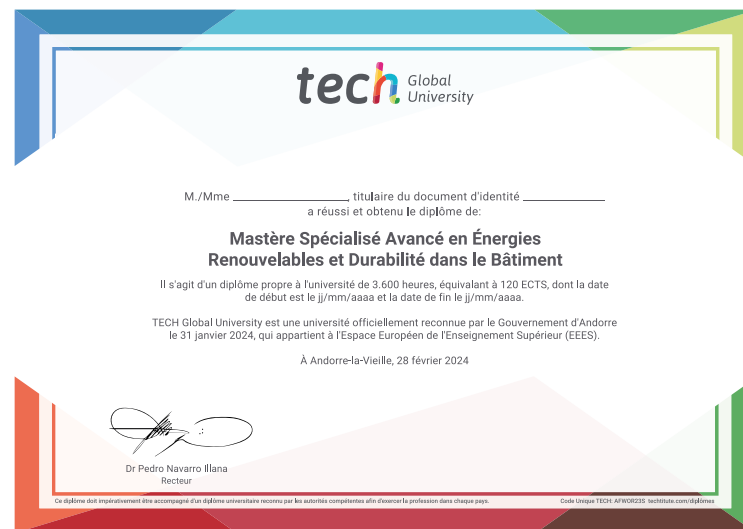 tech Global
University
M./Mme ________________, titulaire du document d'identité ____________
a réussi et obtenu le diplôme de:
Mastère Spécialisé Avancé en Énergies
Renouvelables et Durabilité dans le Bâtiment
Il s'agit d'un diplôme propre à l'université de 3.600 heures, équivalant à 120 ECTS, dont la date
de début est le jj/mm/aaaa et la date de fin le jj/mm/aaaa.
TECH Global University est une université officiellement reconnue par le Gouvernement d'Andorre
le 31 janvier 2024, qui appartient à l'Espace Européen de l'Enseignement Supérieur (EEES).
À Andorre-la-Vieille, 28 février 2024
Dr Pedro Navarro Illana
Recteur
Ce diplôme doit impérativement être accompagné d'un diplôme universitaire reconnu par les autorités compétentes afin d'exercer la profession dans chaque pays.
Code Unique TECH: AFWOR23S techtitute.com/diplômes